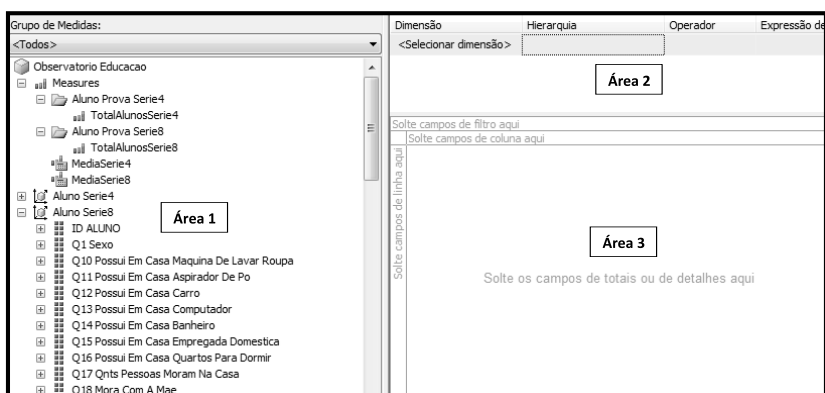 Grupo de Medidas:
<Todos>
Observatorio Educacao
Measures
Aluno Prova Serie4
TotalAlunosSerie4
Aluno Prova Serie8
TotalAlunosSerie8
MediaSerie4
MediaSerie8
Aluno Serie4
Aluno Serie8
Área 1
ID ALUNO
Q1 Sexo
Q10 Possui Em Casa Maquina De Lavar Roupa
Q11 Possui Em Casa Aspirador De Po
Q12 Possui Em Casa Carro
Q13 Possui Em Casa Computador
Q14 Possui Em Casa Banheiro
Q15 Possui Em Casa Empregada Domestica
Q16 Possui Em Casa Quartos Para Dormir
Q17 Qnts Pessoas Moram Na Casa
Q18 Mora Com A Mae
Dimensão Hierarquia Operador Expressão de
<Selecionar dimensão>
Área 2
Solte campos de filtro aqui
Solte campos de coluna aqui
Solte campos de linha aqui
Área 3
Solte os campos de totais ou de detalhes aqui